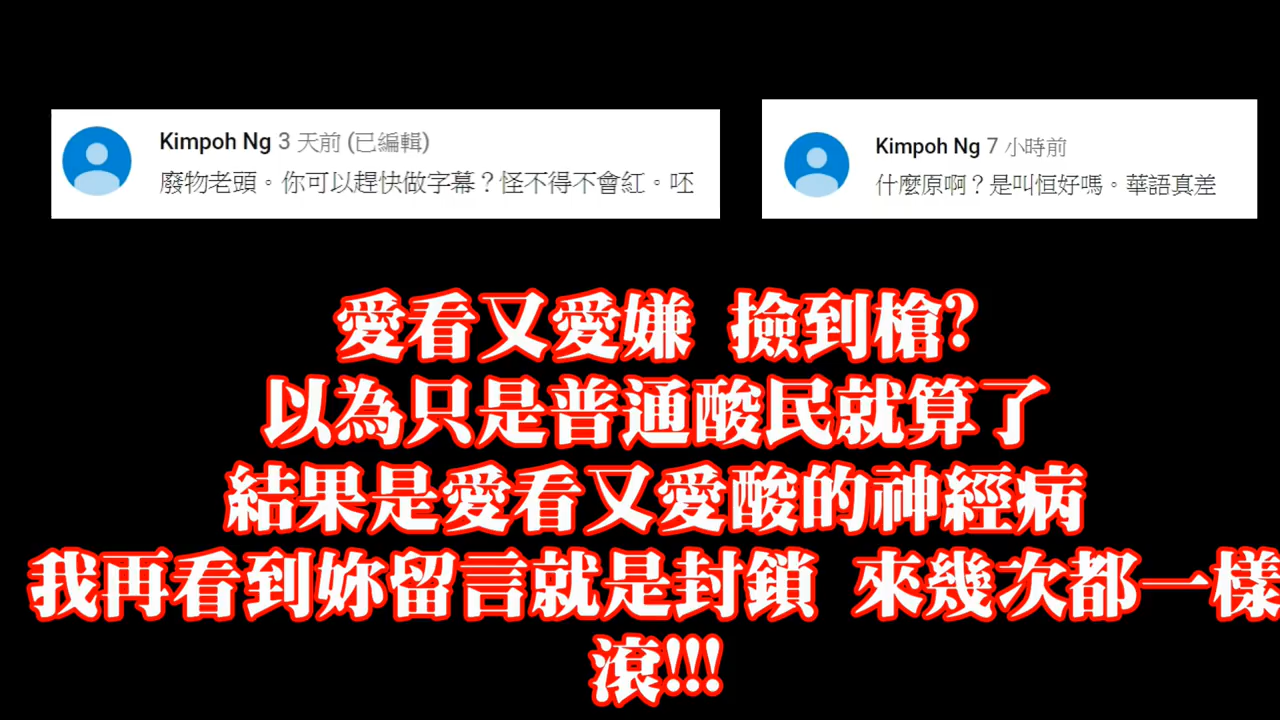 Kimpoh Ng 3 天前 (已編輯)
廢物老頭。你可以趕快做字幕？怪不得不會紅。呸
Kimpoh Ng 7 小時前
什麼原啊？是叫恒好嗎。華語真差
愛看又愛嫌 撿到槍?
以為只是普通酸民就算了
結果是愛看又愛酸的神經病
我再看到妳留言就是封鎖 來幾次都一樣
滾!!!